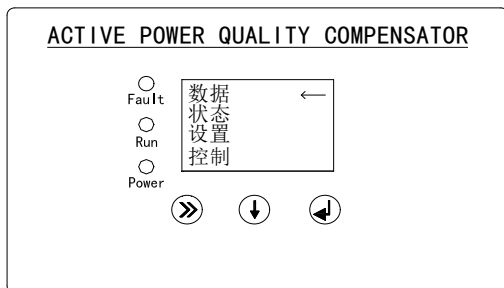 ACTIVE POWER QUALITY COMPENSATOR
Fault
Run
Power
数据 ←
状态
设置
控制